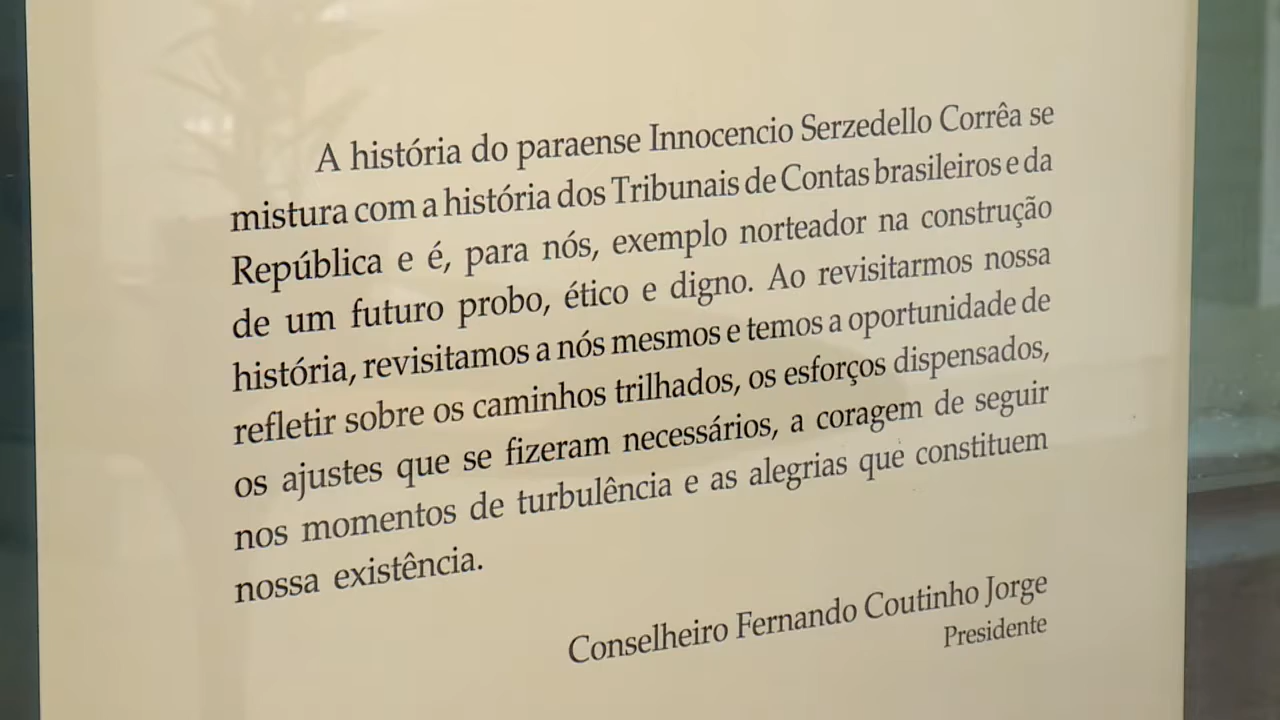 A história do paraense Innocencio Serzedello Corrêa se
mistura com a história dos Tribunais de Contas brasileiros e da
República e é, para nós, exemplo norteador na construção
de um futuro probo, ético e digno. Ao revisitarmos nossa
história, revisitamos a nós mesmos e temos a oportunidade de
refletir sobre os caminhos trilhados, os esforços dispensados,
os ajustes que se fizeram necessários, a coragem de seguir
nos momentos de turbulência e as alegrias que constituem
nossa existência.
Conselheiro Fernando Coutinho Jorge
Presidente